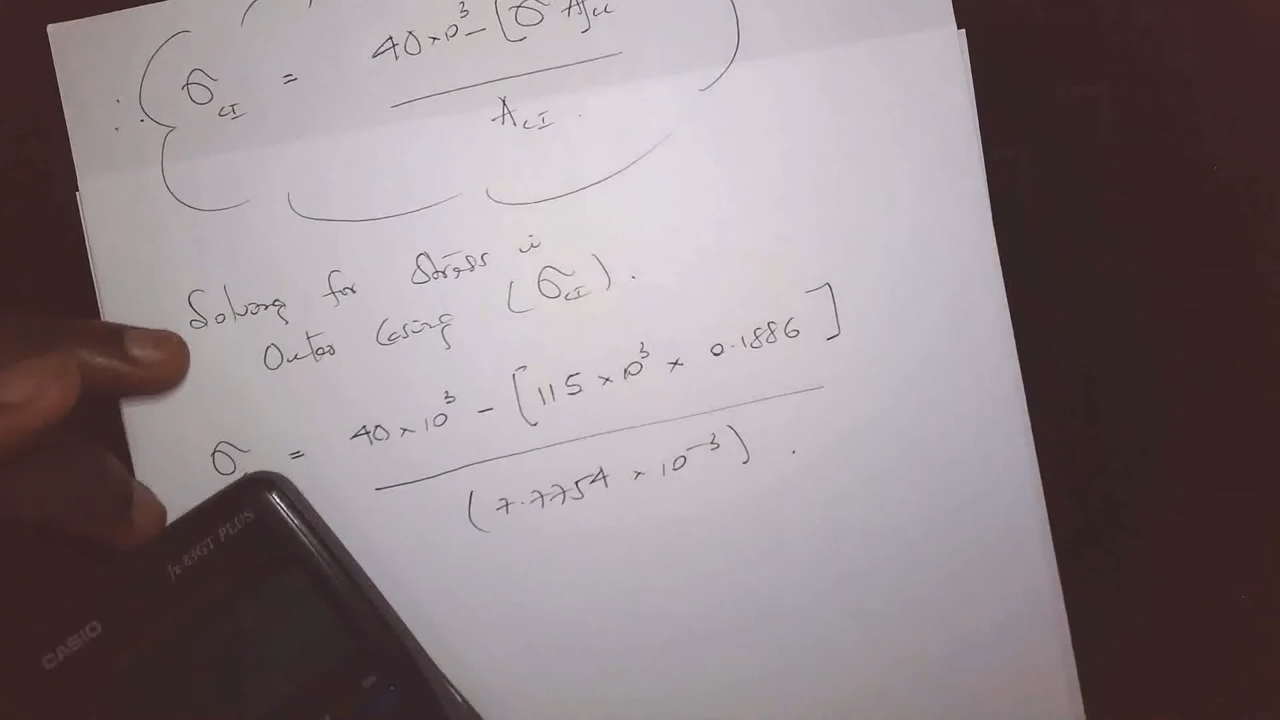 ∴ σ_CI = 40×10³ - [σ A
A_CI .
Solving for Stress in
Outer Casing (σ_CI).
σ = 40×10³ - [115×10³ × 0.1886]
(7.7754 × 10⁻³) .
fx-83GT PLUS
CASIO